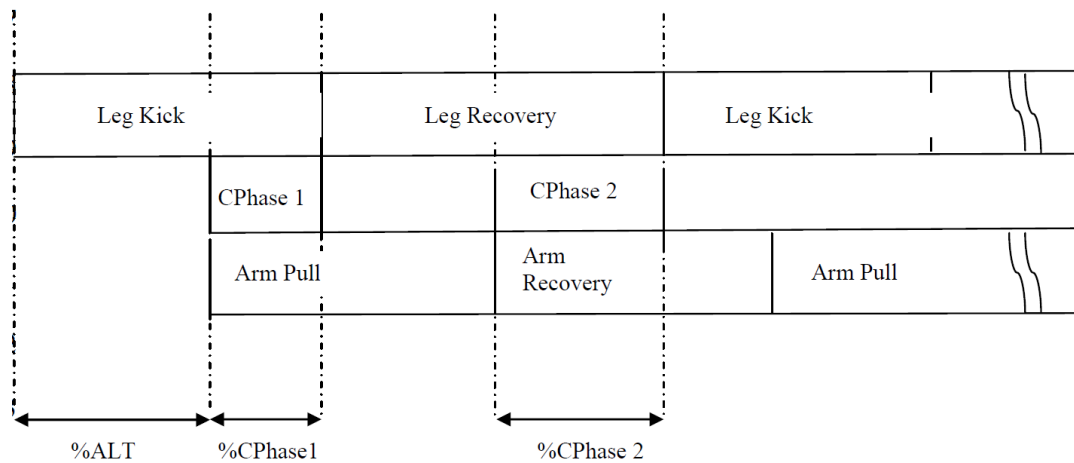 Leg Kick
Leg Recovery
Leg Kick
CPhase 1
CPhase 2
Arm Pull
Arm
Recovery
Arm Pull
%ALT
%CPhase1
%CPhase 2